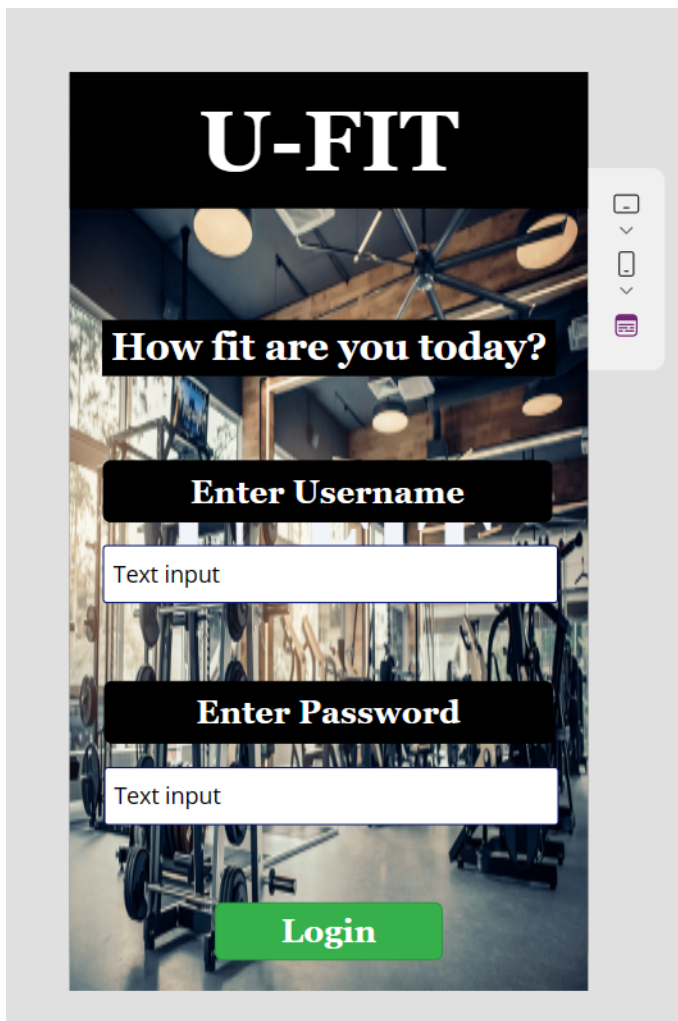 U-FIT
How fit are you today?
Enter Username
Text input
Enter Password
Text input
Login